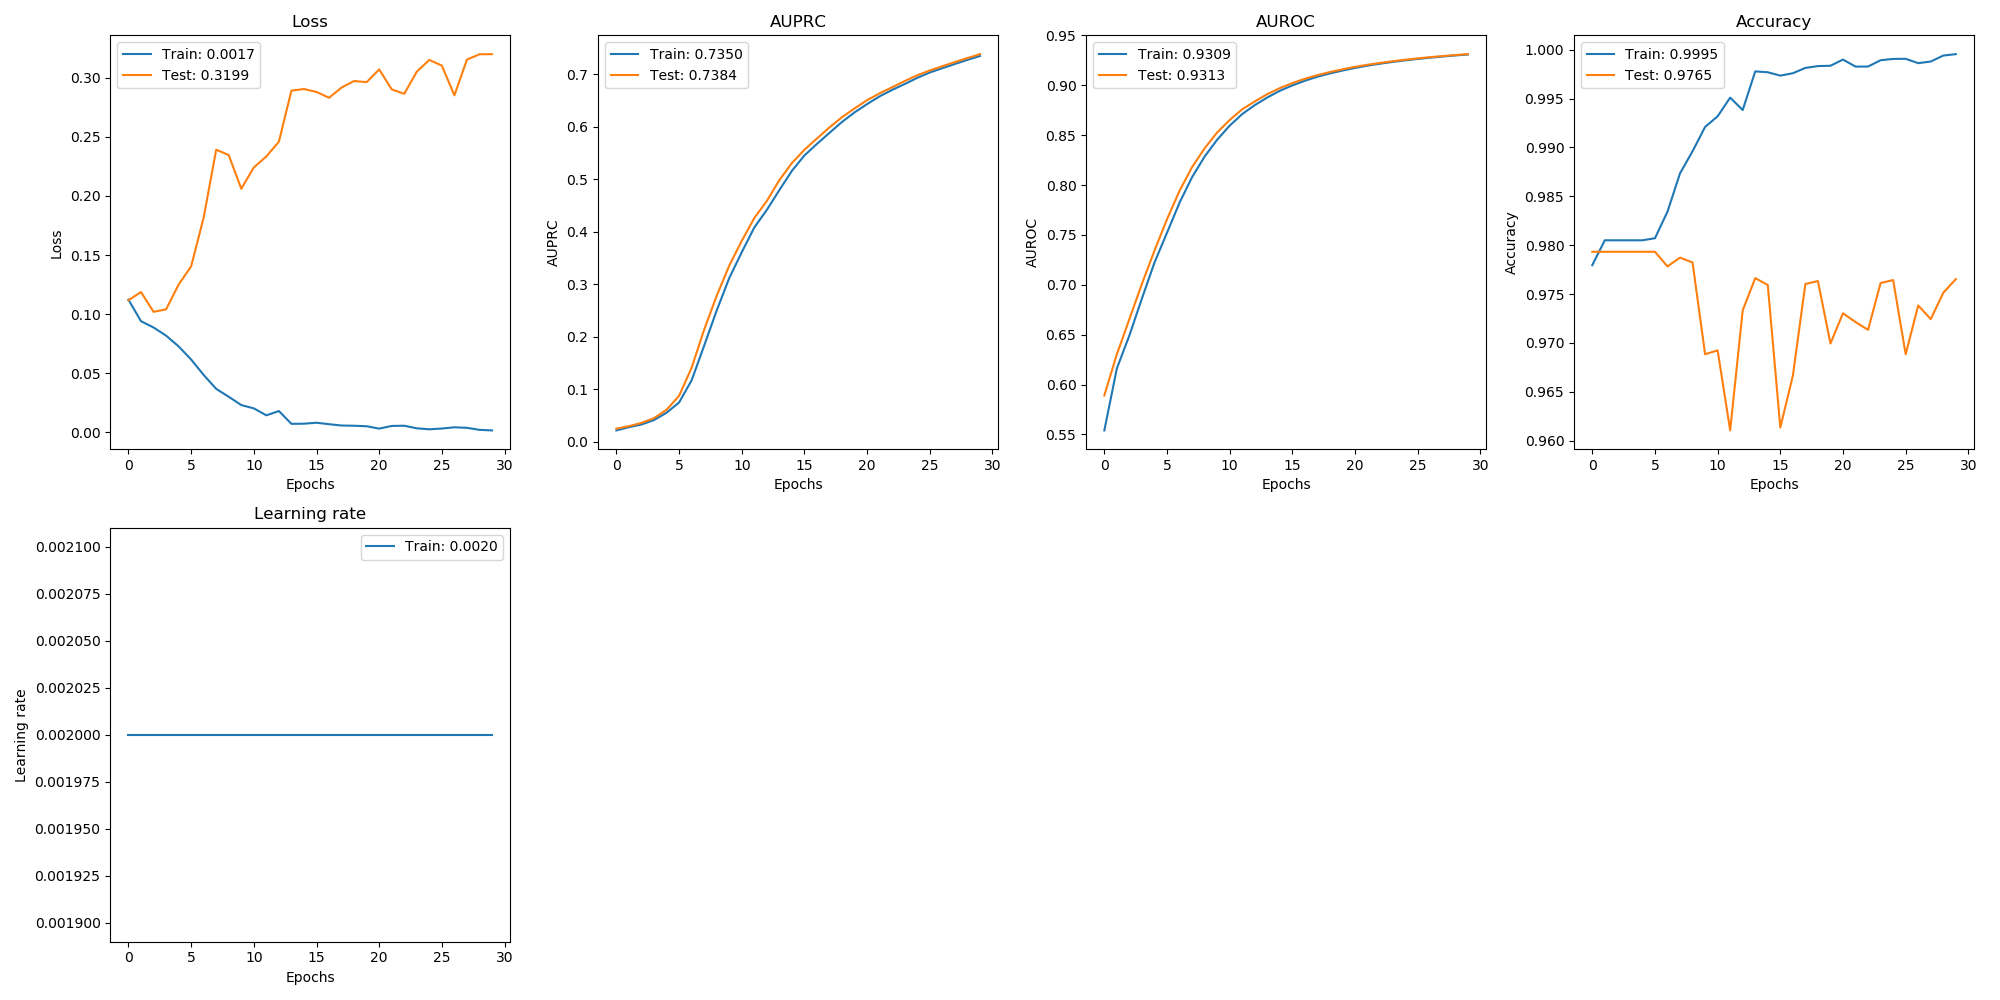 Loss
Train: 0.0017
Test: 0.3199
0.30
0.25
0.20
0.15
0.10
0.05
0.00
Loss
0 5 10 15 20 25 30
Epochs
AUPRC
Train: 0.7350
Test: 0.7384
0.7
0.6
0.5
0.4
0.3
0.2
0.1
0.0
AUPRC
0 5 10 15 20 25 30
Epochs
AUROC
Train: 0.9309
Test: 0.9313
0.95
0.90
0.85
0.80
0.75
0.70
0.65
0.60
0.55
AUROC
0 5 10 15 20 25 30
Epochs
Accuracy
Train: 0.9995
Test: 0.9765
1.000
0.995
0.990
0.985
0.980
0.975
0.970
0.965
0.960
Accuracy
0 5 10 15 20 25 30
Epochs
Learning rate
Train: 0.0020
0.002100
0.002075
0.002050
0.002025
0.002000
0.001975
0.001950
0.001925
0.001900
Learning rate
0 5 10 15 20 25 30
Epochs